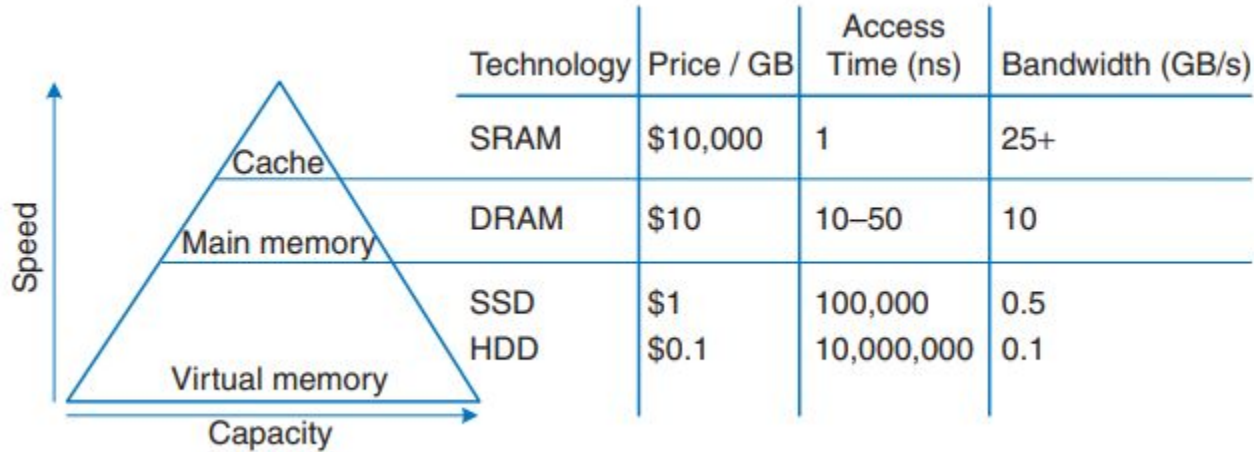 Technology Price / GB Access Time (ns) Bandwidth (GB/s)
SRAM $10,000 1 25+
DRAM $10 10–50 10
SSD $1 100,000 0.5
HDD $0.1 10,000,000 0.1
Speed
Cache
Main memory
Virtual memory
Capacity